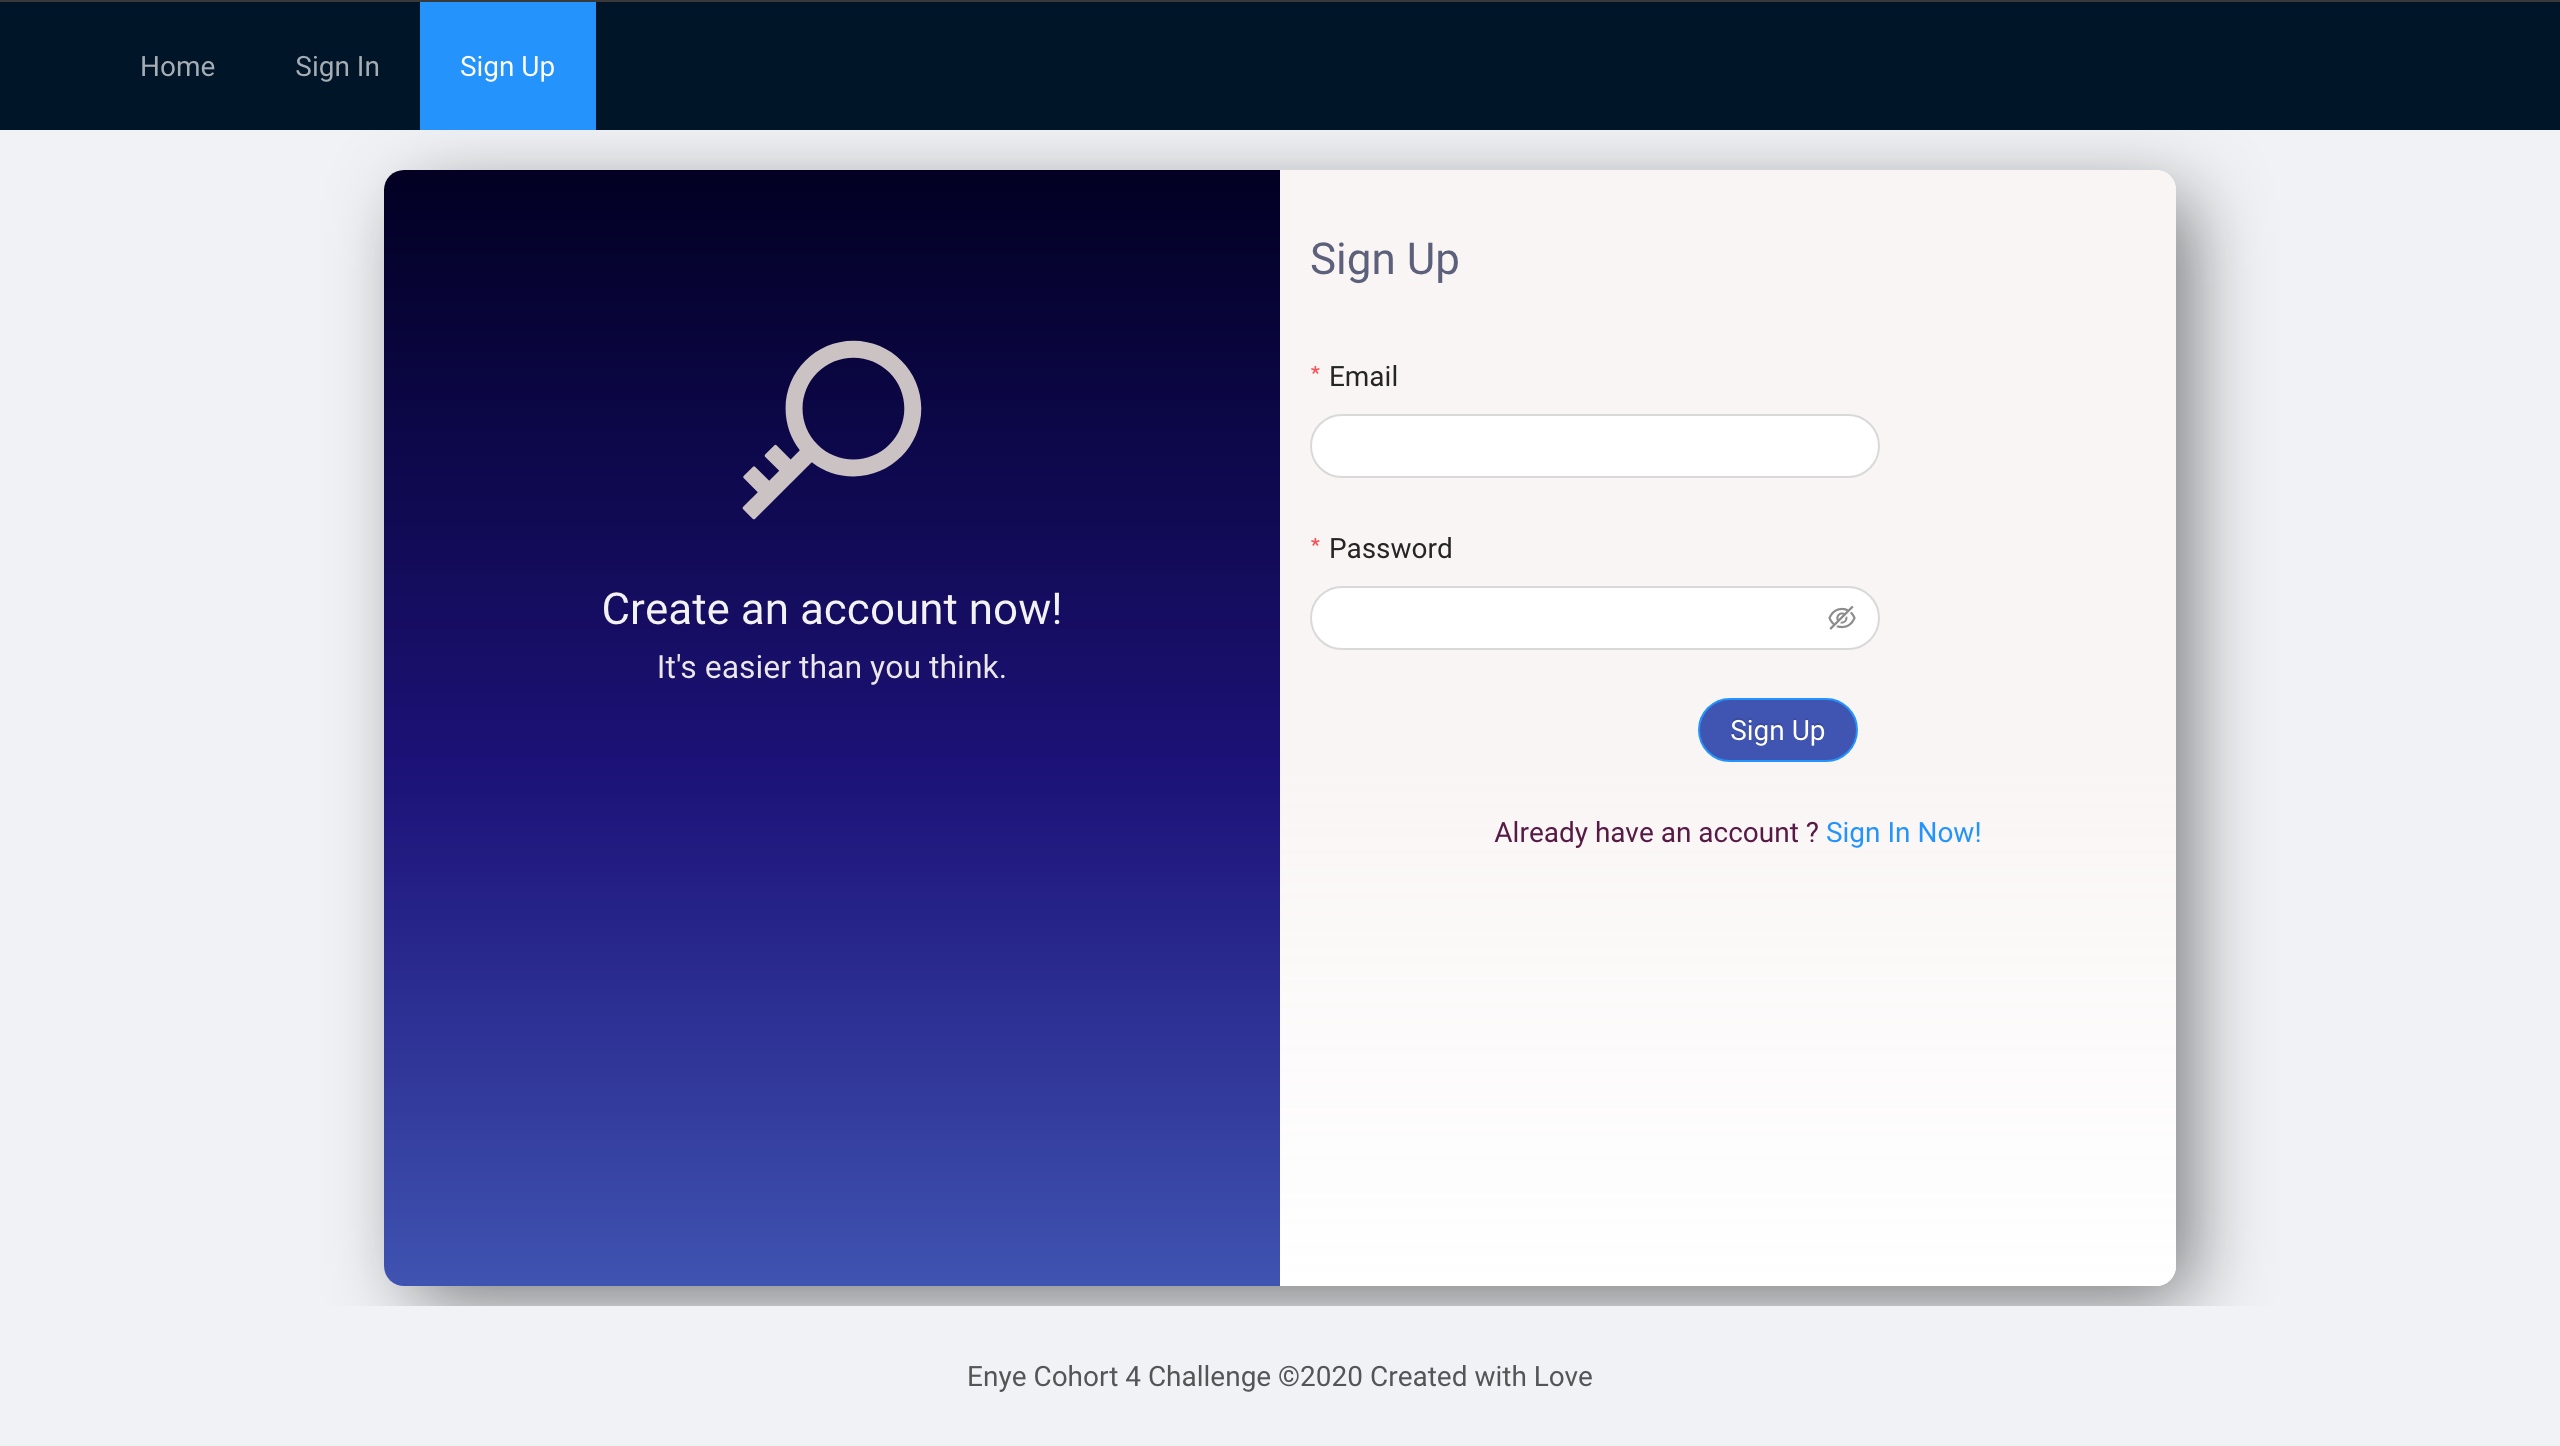 Home Sign In Sign Up
Create an account now!
It's easier than you think.
Sign Up
* Email
* Password
Sign Up
Already have an account ? Sign In Now!
Enye Cohort 4 Challenge ©2020 Created with Love